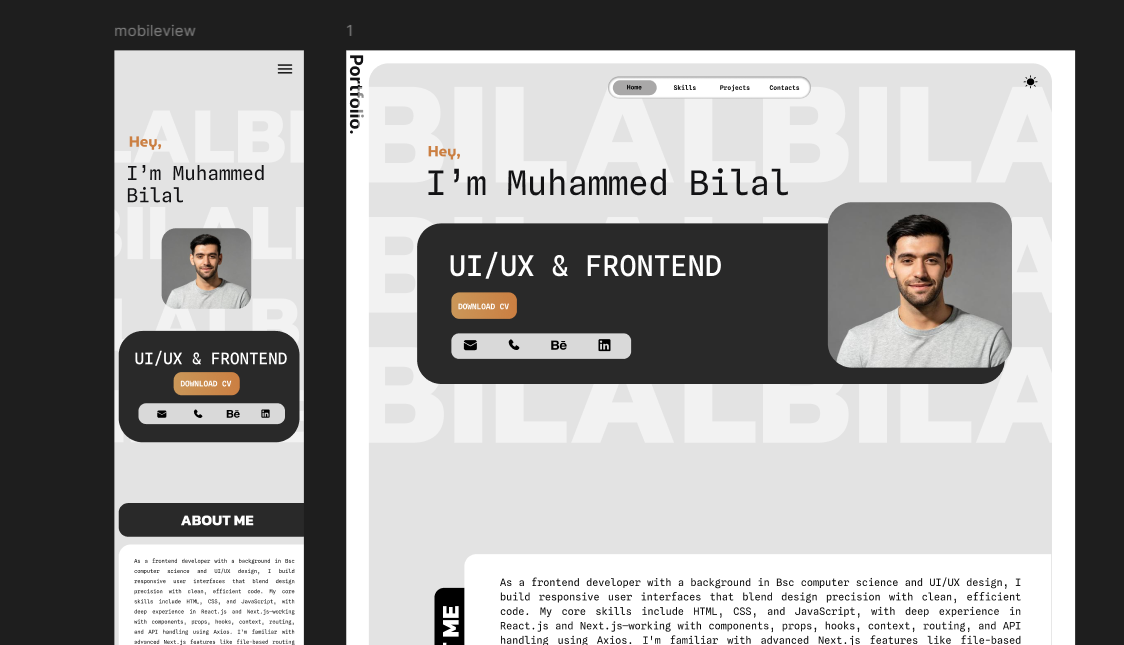 mobileview
1
LALBI
Hey,
I'm Muhammed
Bilal
BILALBI
LALBI
UI/UX & FRONTEND
DOWNLOAD CV
Bē
ABOUT ME
As a frontend developer with a background in Bsc
computer science and UI/UX design, I build
responsive user interfaces that blend design
precision with clean, efficient code. My core
skills include HTML, CSS, and JavaScript, with
deep experience in React.js and Next.js—working
with components, props, hooks, context, routing,
and API handling using Axios. I'm familiar with
advanced Next.js features like file-based routing
Portfolio.
Home Skills Projects Contacts
BILALBILA
Hey,
I'm Muhammed Bilal
UI/UX & FRONTEND
DOWNLOAD CV
Bē
BILALBILA
ME
As a frontend developer with a background in Bsc computer science and UI/UX design, I
build responsive user interfaces that blend design precision with clean, efficient
code. My core skills include HTML, CSS, and JavaScript, with deep experience in
React.js and Next.js—working with components, props, hooks, context, routing, and API
handling using Axios. I'm familiar with advanced Next.js features like file-based